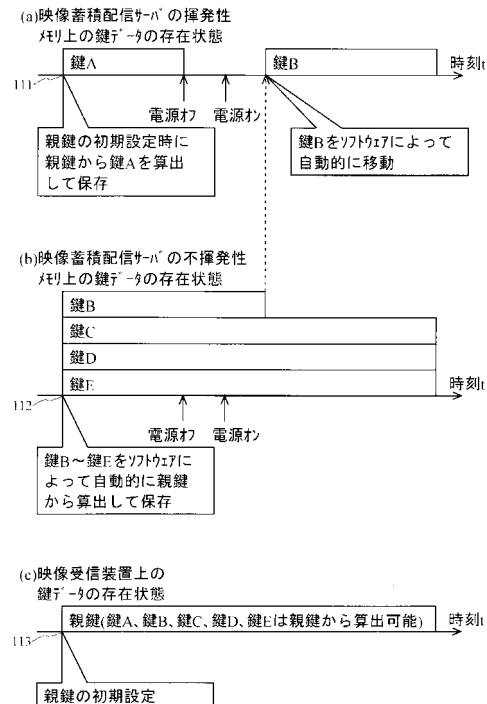 (a)映像蓄積配信ｻｰﾊﾞの揮発性
ﾒﾓﾘ上の鍵ﾃﾞｰﾀの存在状態
鍵A
鍵B
時刻t
111
電源ｵﾌ
電源ｵﾝ
親鍵の初期設定時に
親鍵から鍵Aを算出
して保存
鍵Bをｿﾌﾄｳｪｱによって
自動的に移動
(b)映像蓄積配信ｻｰﾊﾞの不揮発性
ﾒﾓﾘ上の鍵ﾃﾞｰﾀの存在状態
鍵B
鍵C
鍵D
鍵E
時刻t
112
電源ｵﾌ
電源ｵﾝ
鍵B～鍵Eをｿﾌﾄｳｪｱに
よって自動的に親鍵
から算出して保存
(c)映像受信装置上の
鍵ﾃﾞｰﾀの存在状態
親鍵(鍵A、鍵B、鍵C、鍵D、鍵Eは親鍵から算出可能)
時刻t
113
親鍵の初期設定